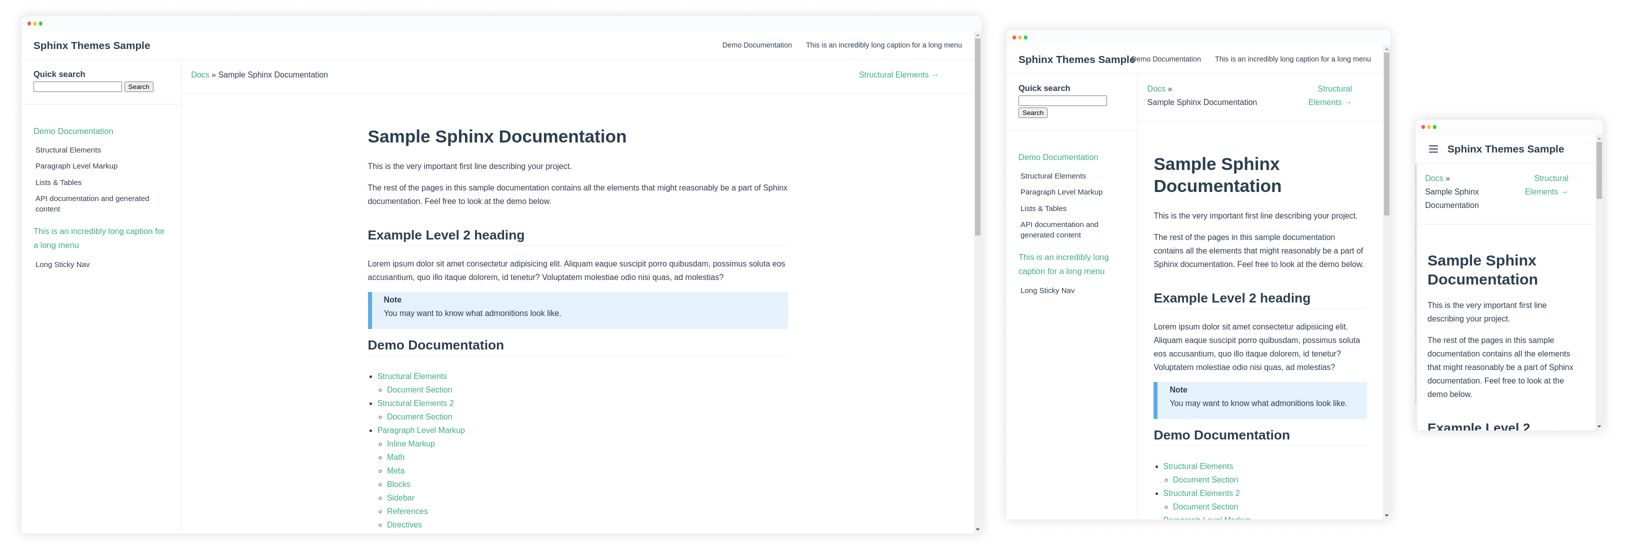 Sphinx Themes Sample
Demo Documentation This is an incredibly long caption for a long menu
Quick search
Search
Docs » Sample Sphinx Documentation
Structural Elements →
Demo Documentation
Structural Elements
Paragraph Level Markup
Lists & Tables
API documentation and generated
content
This is an incredibly long caption for
a long menu
Long Sticky Nav
Sample Sphinx Documentation
This is the very important first line describing your project.
The rest of the pages in this sample documentation contains all the elements that might reasonably be a part of Sphinx
documentation. Feel free to look at the demo below.
Example Level 2 heading
Lorem ipsum dolor sit amet consectetur adipisicing elit. Aliquam eaque suscipit porro quibusdam, possimus soluta eos
accusantium, quo illo itaque dolorem, id tenetur? Voluptatem molestiae odio nisi quas, ad molestias?
Note
You may want to know what admonitions look like.
Demo Documentation
Structural Elements
Document Section
Structural Elements 2
Document Section
Paragraph Level Markup
Inline Markup
Math
Meta
Blocks
Sidebar
References
Directives
Sphinx Themes Sample
Demo Documentation This is an incredibly long caption for a long menu
Quick search
Search
Docs »
Sample Sphinx Documentation
Structural
Elements →
Demo Documentation
Structural Elements
Paragraph Level Markup
Lists & Tables
API documentation and
generated content
This is an incredibly long
caption for a long menu
Long Sticky Nav
Sample Sphinx
Documentation
This is the very important first line describing your project.
The rest of the pages in this sample documentation
contains all the elements that might reasonably be a part of
Sphinx documentation. Feel free to look at the demo below.
Example Level 2 heading
Lorem ipsum dolor sit amet consectetur adipisicing elit.
Aliquam eaque suscipit porro quibusdam, possimus soluta
eos accusantium, quo illo itaque dolorem, id tenetur?
Voluptatem molestiae odio nisi quas, ad molestias?
Note
You may want to know what admonitions look like.
Demo Documentation
Structural Elements
Document Section
Structural Elements 2
Document Section
Paragraph Level Markup
Sphinx Themes Sample
Docs »
Sample Sphinx
Documentation
Structural
Elements →
Sample Sphinx
Documentation
This is the very important first line
describing your project.
The rest of the pages in this sample
documentation contains all the elements
that might reasonably be a part of Sphinx
documentation. Feel free to look at the
demo below.
Example Level 2